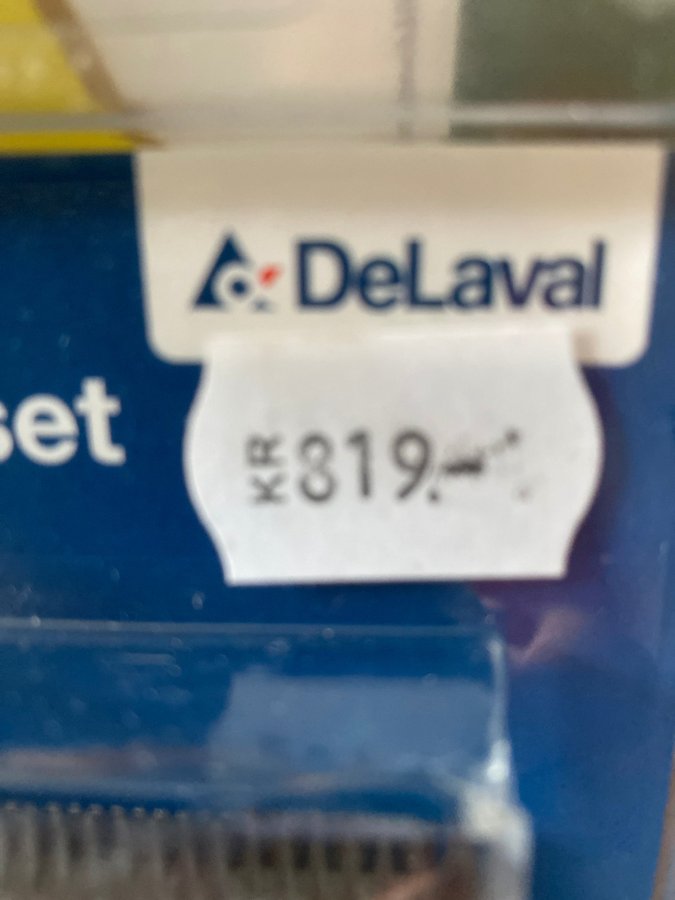 DeLaval
set
KR 819.-